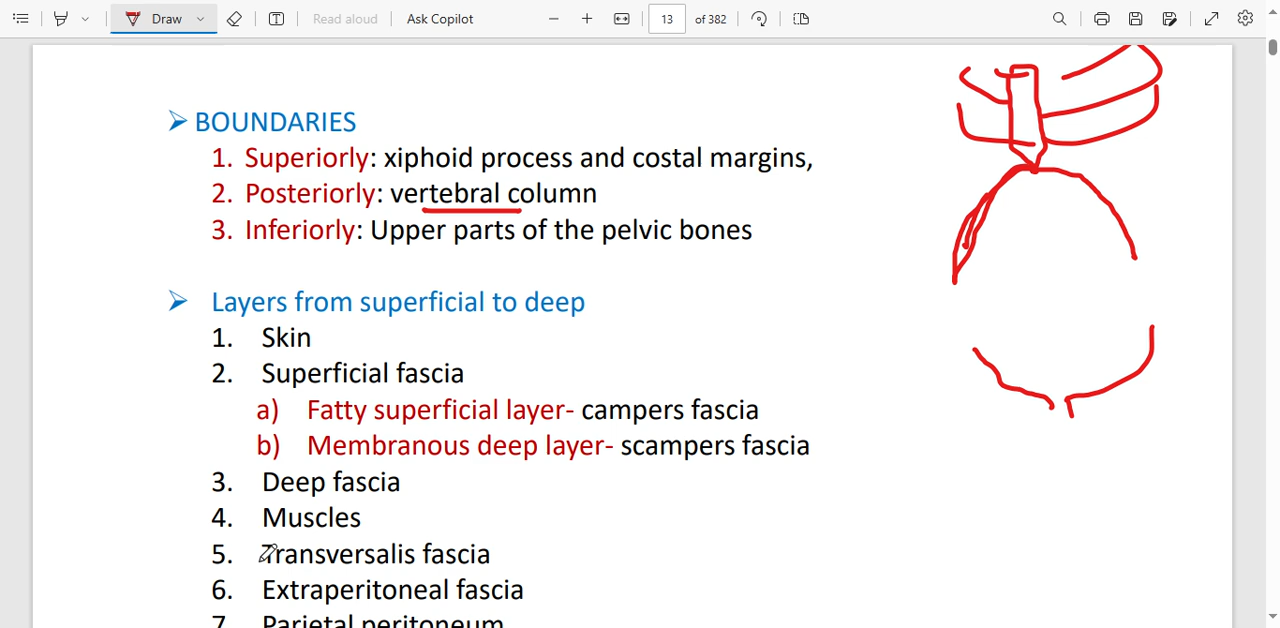 Draw
Read aloud
Ask Copilot
13 of 382
➢ BOUNDARIES
1. Superiorly: xiphoid process and costal margins,
2. Posteriorly: vertebral column
3. Inferiorly: Upper parts of the pelvic bones
➢ Layers from superficial to deep
1. Skin
2. Superficial fascia
a) Fatty superficial layer- campers fascia
b) Membranous deep layer- scampers fascia
3. Deep fascia
4. Muscles
5. Transversalis fascia
6. Extraperitoneal fascia
7. Parietal peritoneum